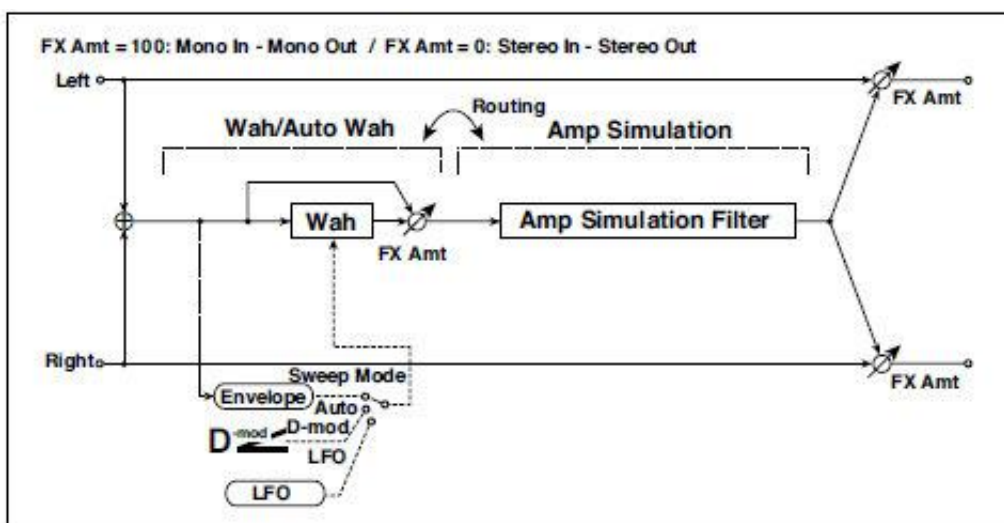 FX Amt = 100: Mono In - Mono Out / FX Amt = 0: Stereo In - Stereo Out
Left
FX Amt
Routing
Wah/Auto Wah
Amp Simulation
Wah
Amp Simulation Filter
FX Amt
Right
FX Amt
Sweep Mode
Envelope
Auto
D-mod
D-mod
LFO
LFO